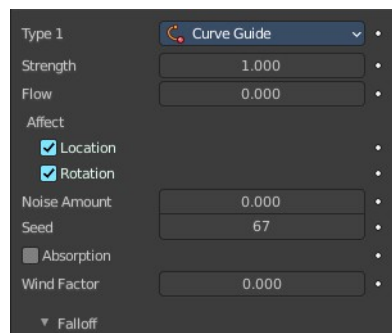 Type 1 Curve Guide
Strength 1.000
Flow 0.000
Affect
Location
Rotation
Noise Amount 0.000
Seed 67
Absorption
Wind Factor 0.000
Falloff